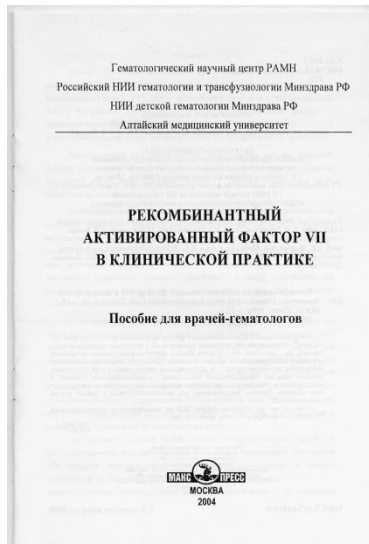 Гематологический научный центр РАМН
Российский НИИ гематологии и трансфузиологии Минздрава РФ
НИИ детской гематологии Минздрава РФ
Алтайский медицинский университет
РЕКОМБИНАНТНЫЙ
АКТИВИРОВАННЫЙ ФАКТОР VII
В КЛИНИЧЕСКОЙ ПРАКТИКЕ
Пособие для врачей-гематологов
МАКС ПРЕСС
МОСКВА
2004